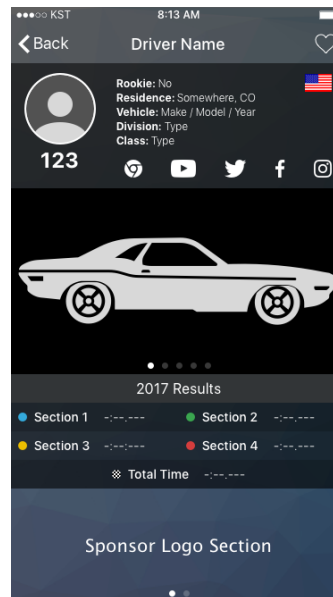 KST 8:13 AM
Back Driver Name
Rookie: No
Residence: Somewhere, CO
Vehicle: Make / Model / Year
Division: Type
Class: Type
123
2017 Results
Section 1 -:--.--- Section 2 -:--.---
Section 3 -:--:--- Section 4 -:--.---
Total Time -:--.---
Sponsor Logo Section